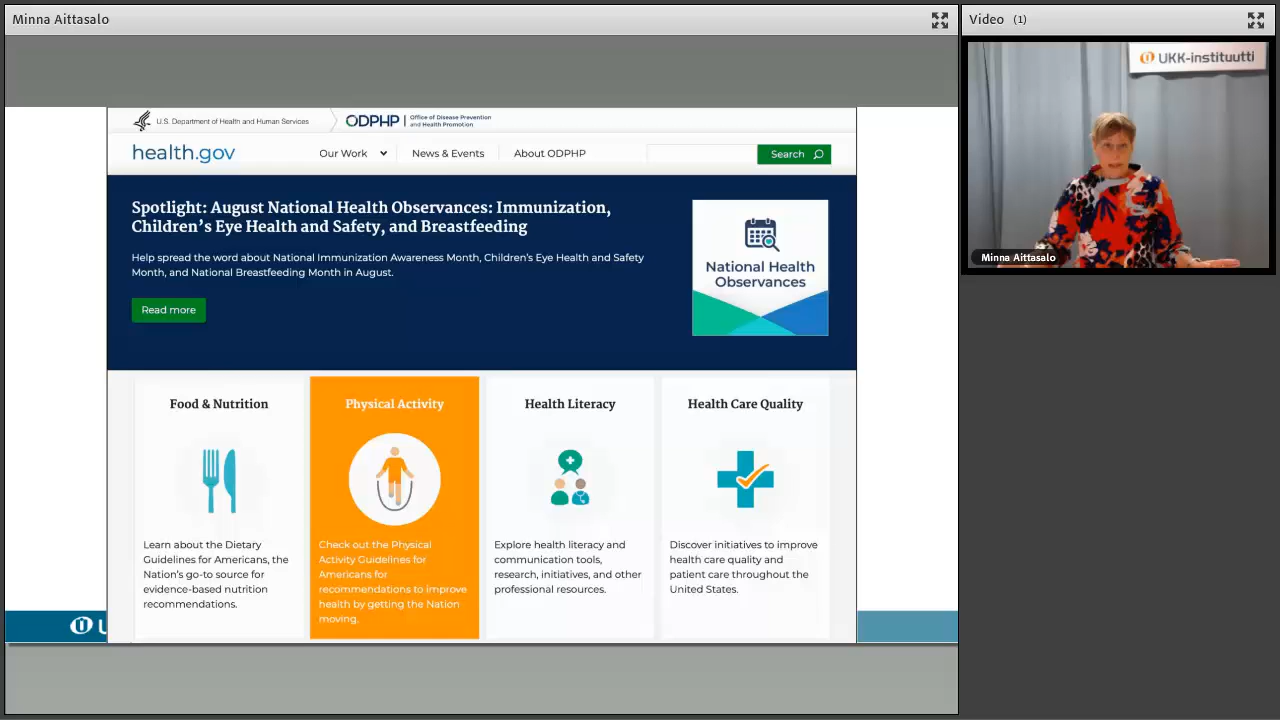 Minna Aittasalo
Video (1)
UKK-instituutti
Minna Aittasalo
U.S. Department of Health and Human Services
ODPHP
Office of Disease Prevention
and Health Promotion
health.gov
Our Work
News & Events
About ODPHP
Search
Spotlight: August National Health Observances: Immunization,
Children's Eye Health and Safety, and Breastfeeding
Help spread the word about National Immunization Awareness Month, Children's Eye Health and Safety
Month, and National Breastfeeding Month in August.
Read more
National Health
Observances
Food & Nutrition
Learn about the Dietary
Guidelines for Americans, the
Nation's go-to source for
evidence-based nutrition
recommendations.
Physical Activity
Check out the Physical
Activity Guidelines for
Americans for
recommendations to improve
health by getting the Nation
moving.
Health Literacy
Explore health literacy and
communication tools,
research, initiatives, and other
professional resources.
Health Care Quality
Discover initiatives to improve
health care quality and
patient care throughout the
United States.